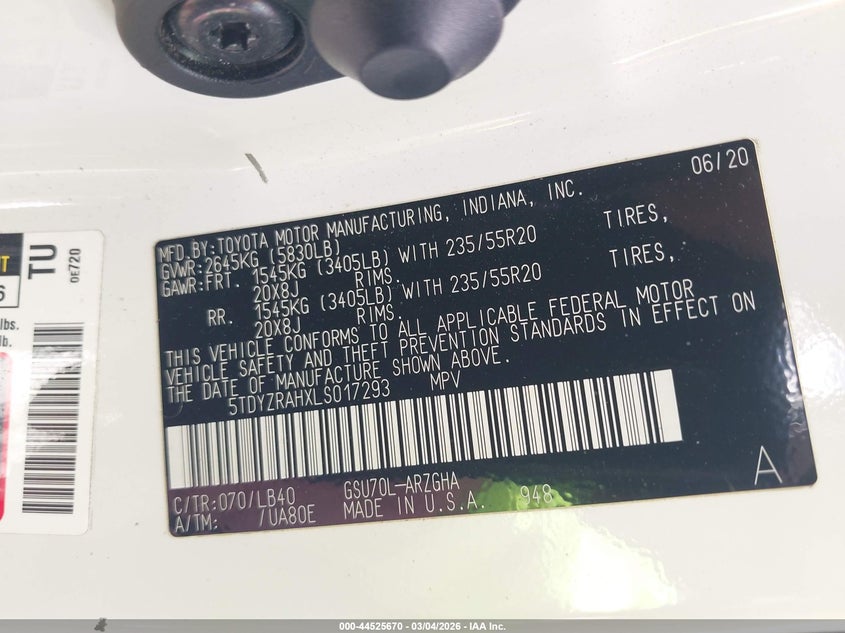 06/20
MFD.BY:TOYOTA MOTOR MANUFACTURING, INDIANA, INC.
GVWR:2645KG (5830LB)
GAWR:FRT. 1545KG (3405LB) WITH 235/55R20 TIRES,
20X8J RIMS.
RR. 1545KG (3405LB) WITH 235/55R20 TIRES,
20X8J RIMS.
THIS VEHICLE CONFORMS TO ALL APPLICABLE FEDERAL MOTOR
VEHICLE SAFETY AND THEFT PREVENTION STANDARDS IN EFFECT ON
THE DATE OF MANUFACTURE SHOWN ABOVE.
5TDYZRAHXLS017293 MPV
C/TR:070/LB40 GSU70L-ARZGHA
A/TM: /UA80E MADE IN U.S.A. 948
A
TU
0E720
lbs.
lb.
000-44525670 - 03/04/2026 - IAA Inc.